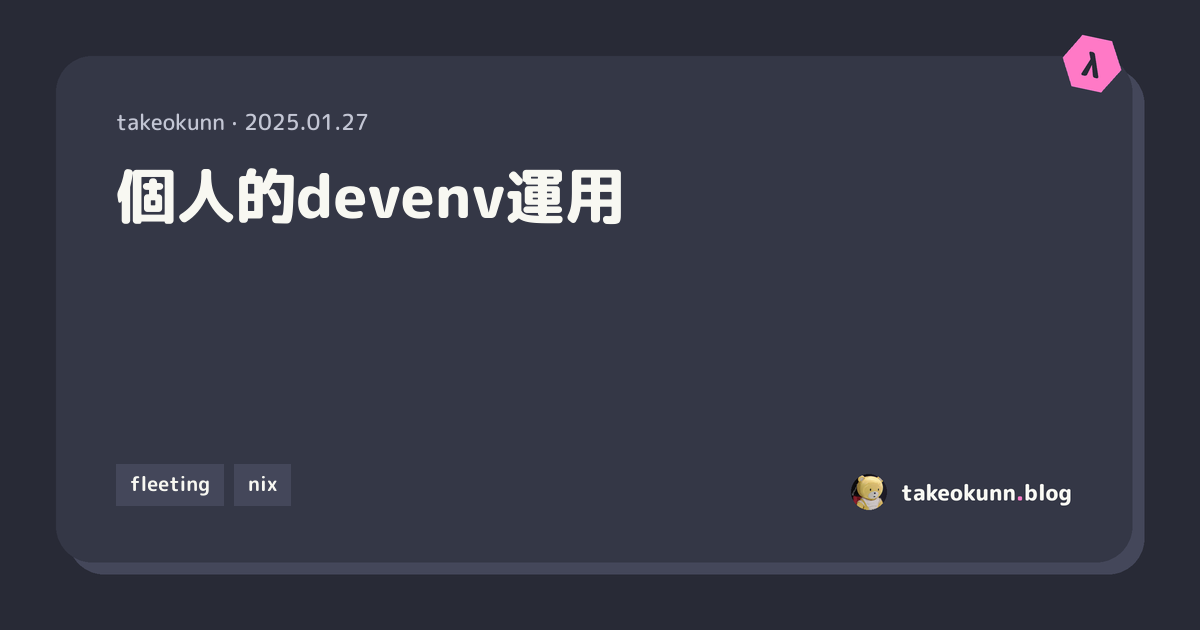 λ
takeokunn · 2025.01.27
個人的devenv運用
fleeting
nix
takeokunn.blog